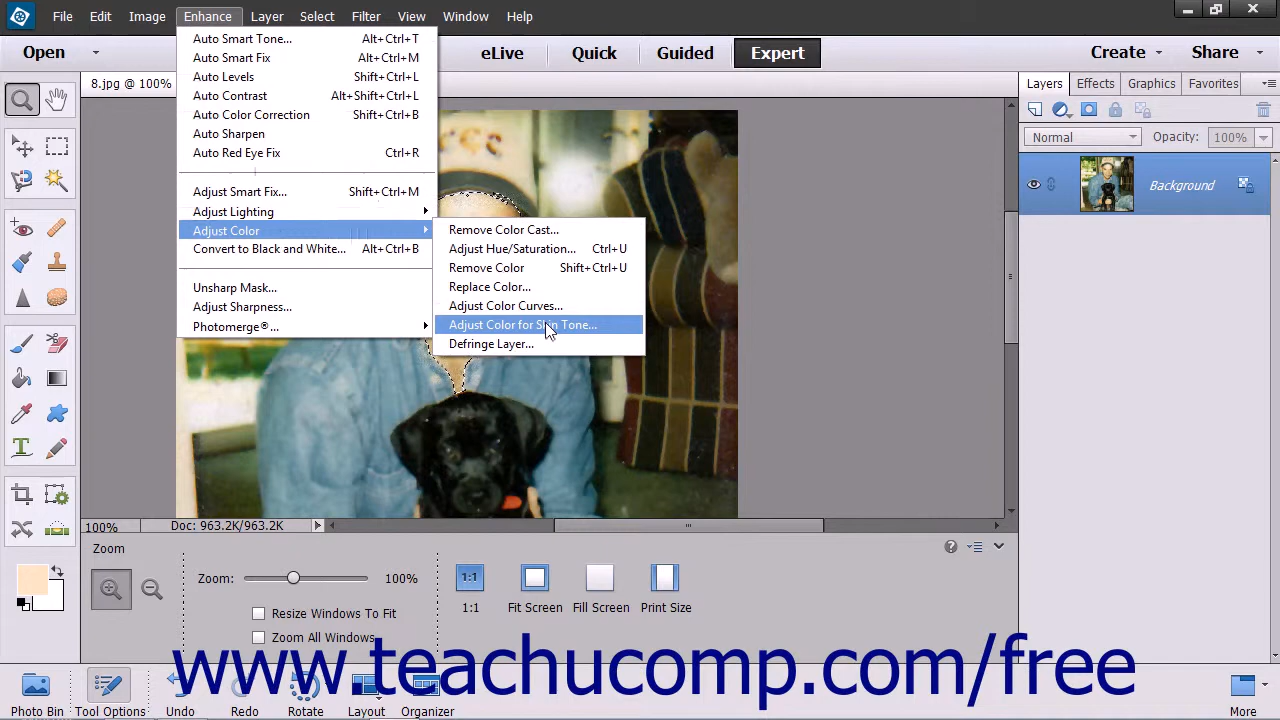 File Edit Image Enhance Layer Select Filter View Window Help
Open eLive Quick Guided Expert Create Share
8.jpg @ 100%
Auto Smart Tone... Alt+Ctrl+T
Auto Smart Fix Alt+Ctrl+M
Auto Levels Shift+Ctrl+L
Auto Contrast Alt+Shift+Ctrl+L
Auto Color Correction Shift+Ctrl+B
Auto Sharpen
Auto Red Eye Fix Ctrl+R
Adjust Smart Fix... Shift+Ctrl+M
Adjust Lighting
Adjust Color
Convert to Black and White... Alt+Ctrl+B
Unsharp Mask...
Adjust Sharpness...
Photomerge®...
Remove Color Cast...
Adjust Hue/Saturation... Ctrl+U
Remove Color Shift+Ctrl+U
Replace Color...
Adjust Color Curves...
Adjust Color for Skin Tone...
Defringe Layer...
Layers Effects Graphics Favorites
Normal Opacity: 100%
Background
100% Doc: 963.2K/963.2K
Zoom
Zoom: 100%
Resize Windows To Fit
Zoom All Windows
1:1
1:1 Fit Screen Fill Screen Print Size
www.teachucomp.com/free
Photo Bin Tool Options Undo Redo Rotate Layout Organizer More